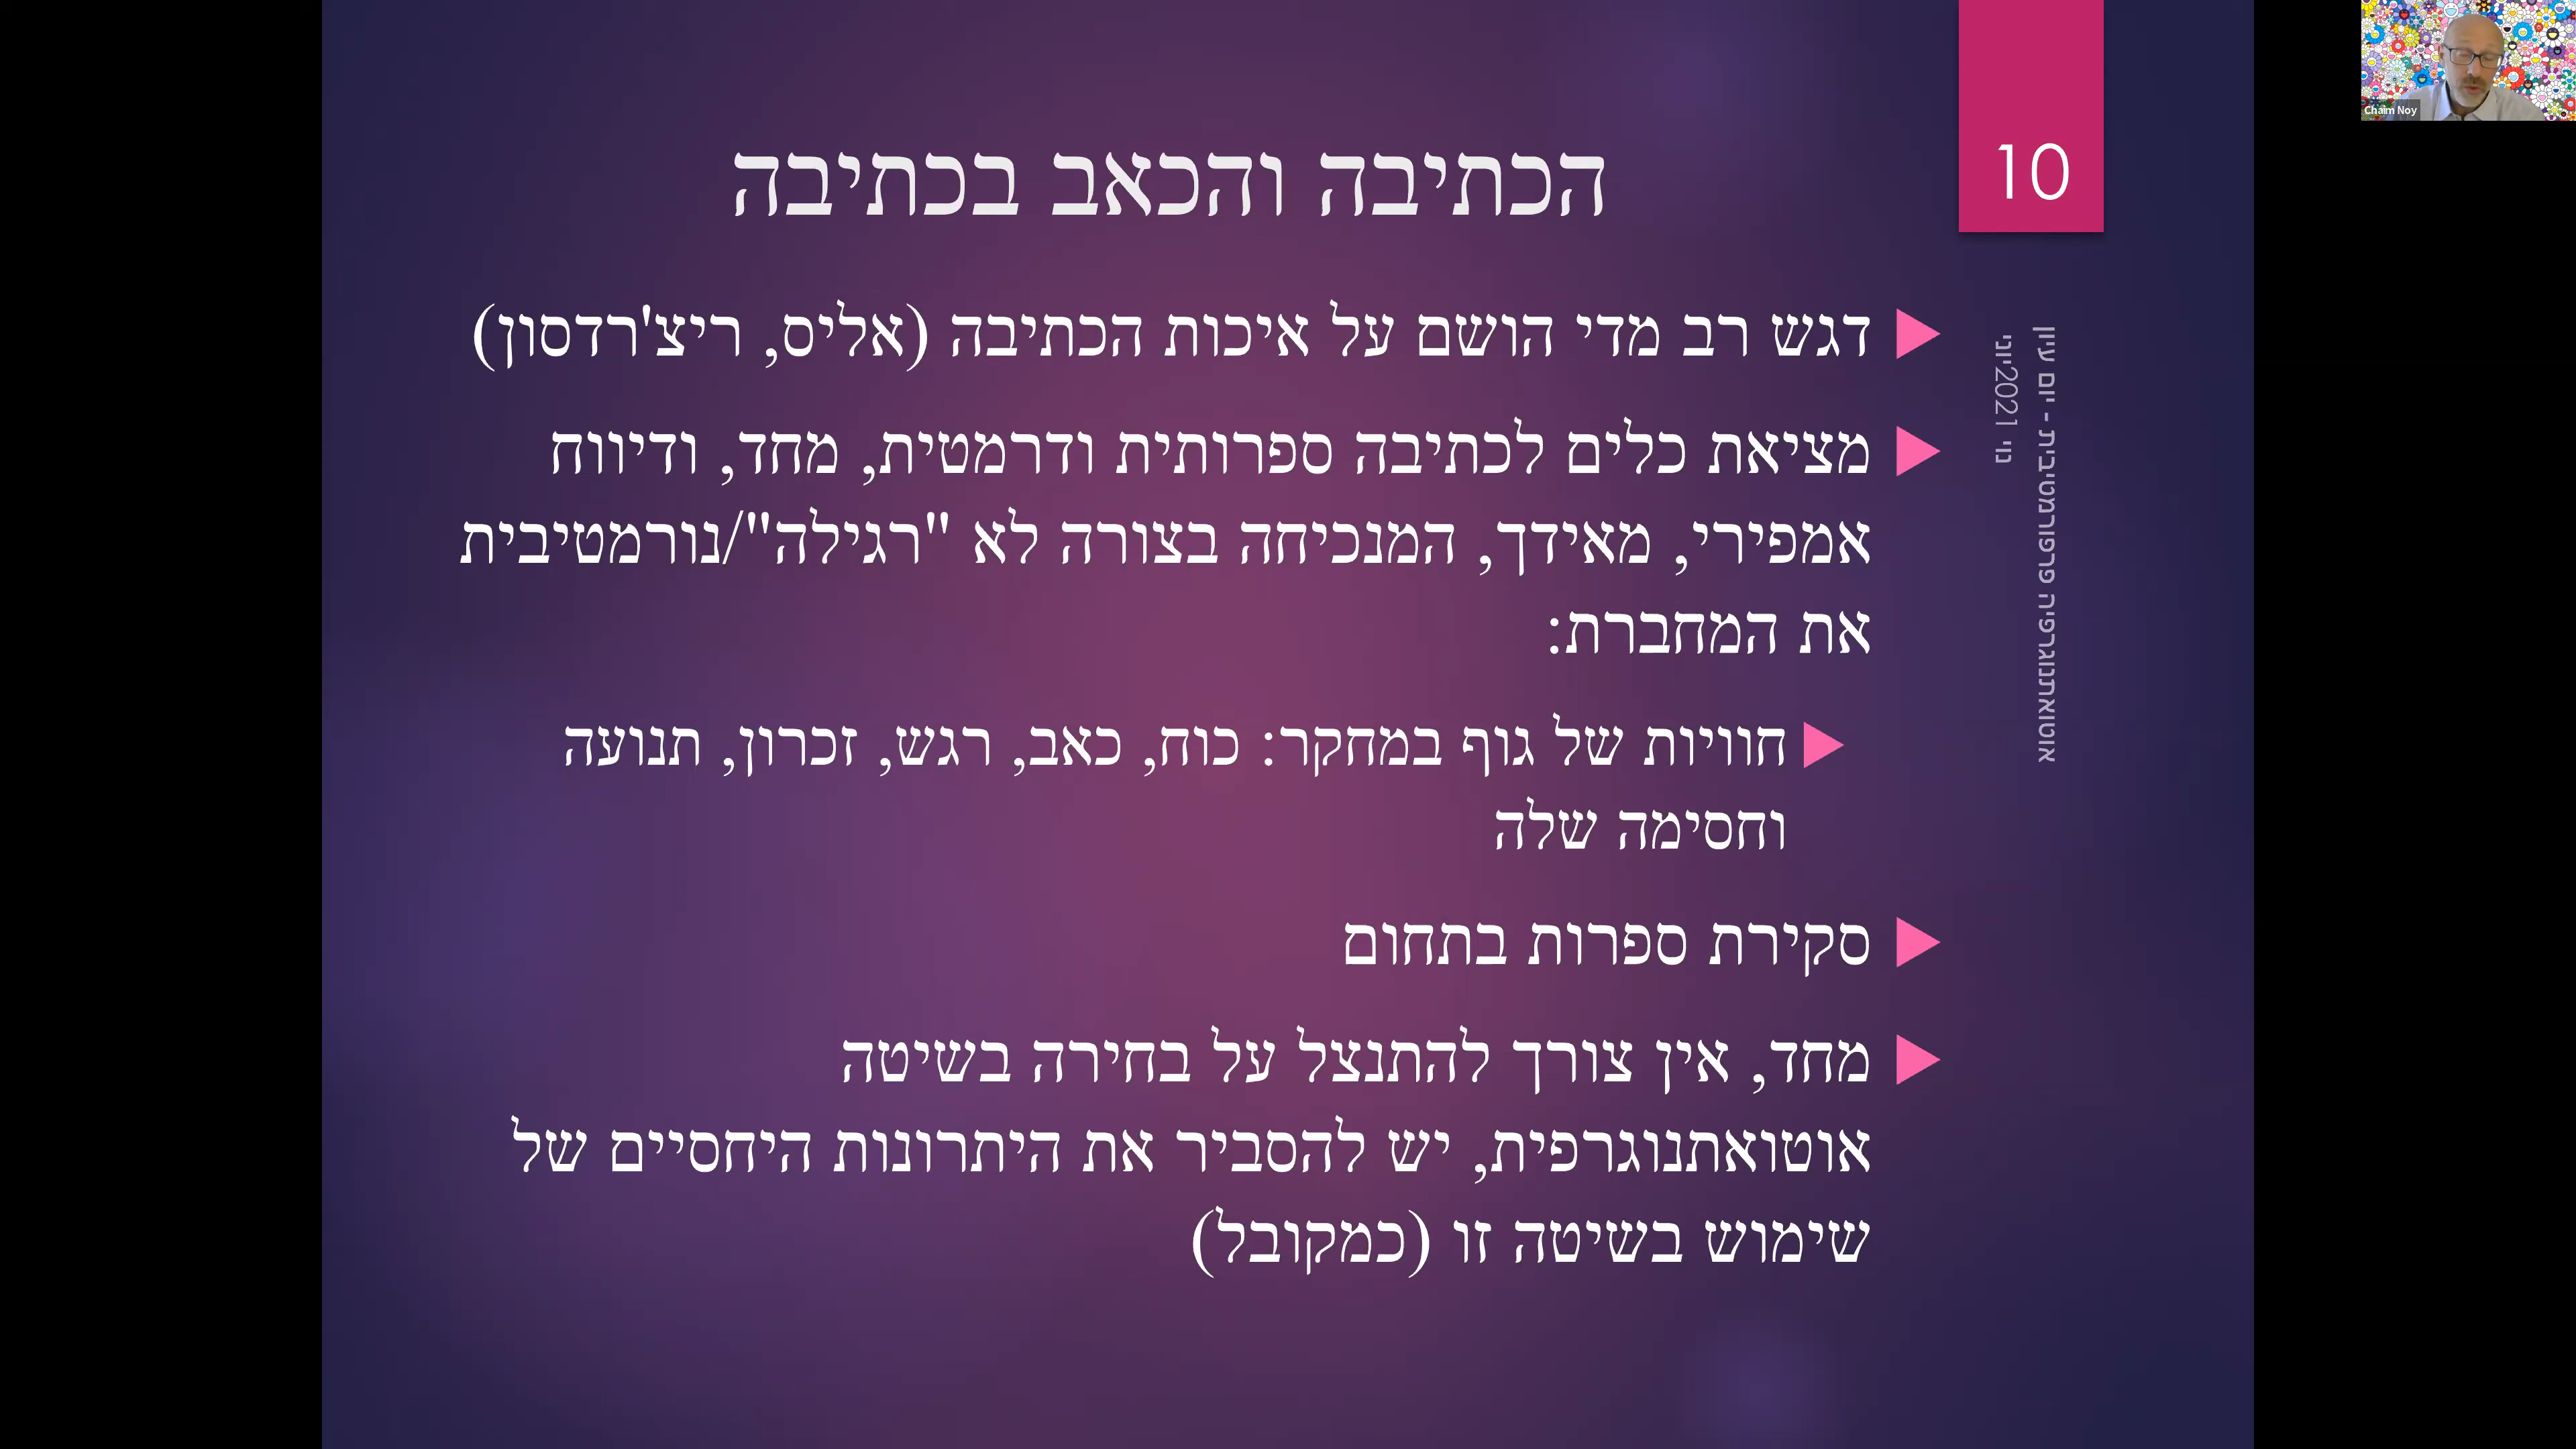 הכתיבה והכאב בכתיבה
10
דגש רב מדי הושם על איכות הכתיבה (אליס, ריצ'רדסון)
מציאת כלים לכתיבה ספרותית ודרמטית, מחד, ודיווח
אמפירי, מאידך, המנכיחה בצורה לא "רגילה"/נורמטיבית
את המחברת:
חוויות של גוף במחקר: כוח, כאב, רגש, זכרון, תנועה
וחסימה שלה
סקירת ספרות בתחום
מחד, אין צורך להתנצל על בחירה בשיטה
אוטואתנוגרפית, יש להסביר את היתרונות היחסיים של
שימוש בשיטה זו (כמקובל)
אוטואתנוגרפיה פרפורמטיבית - יום עיון
נוי 2021יוני
Chaim Noy